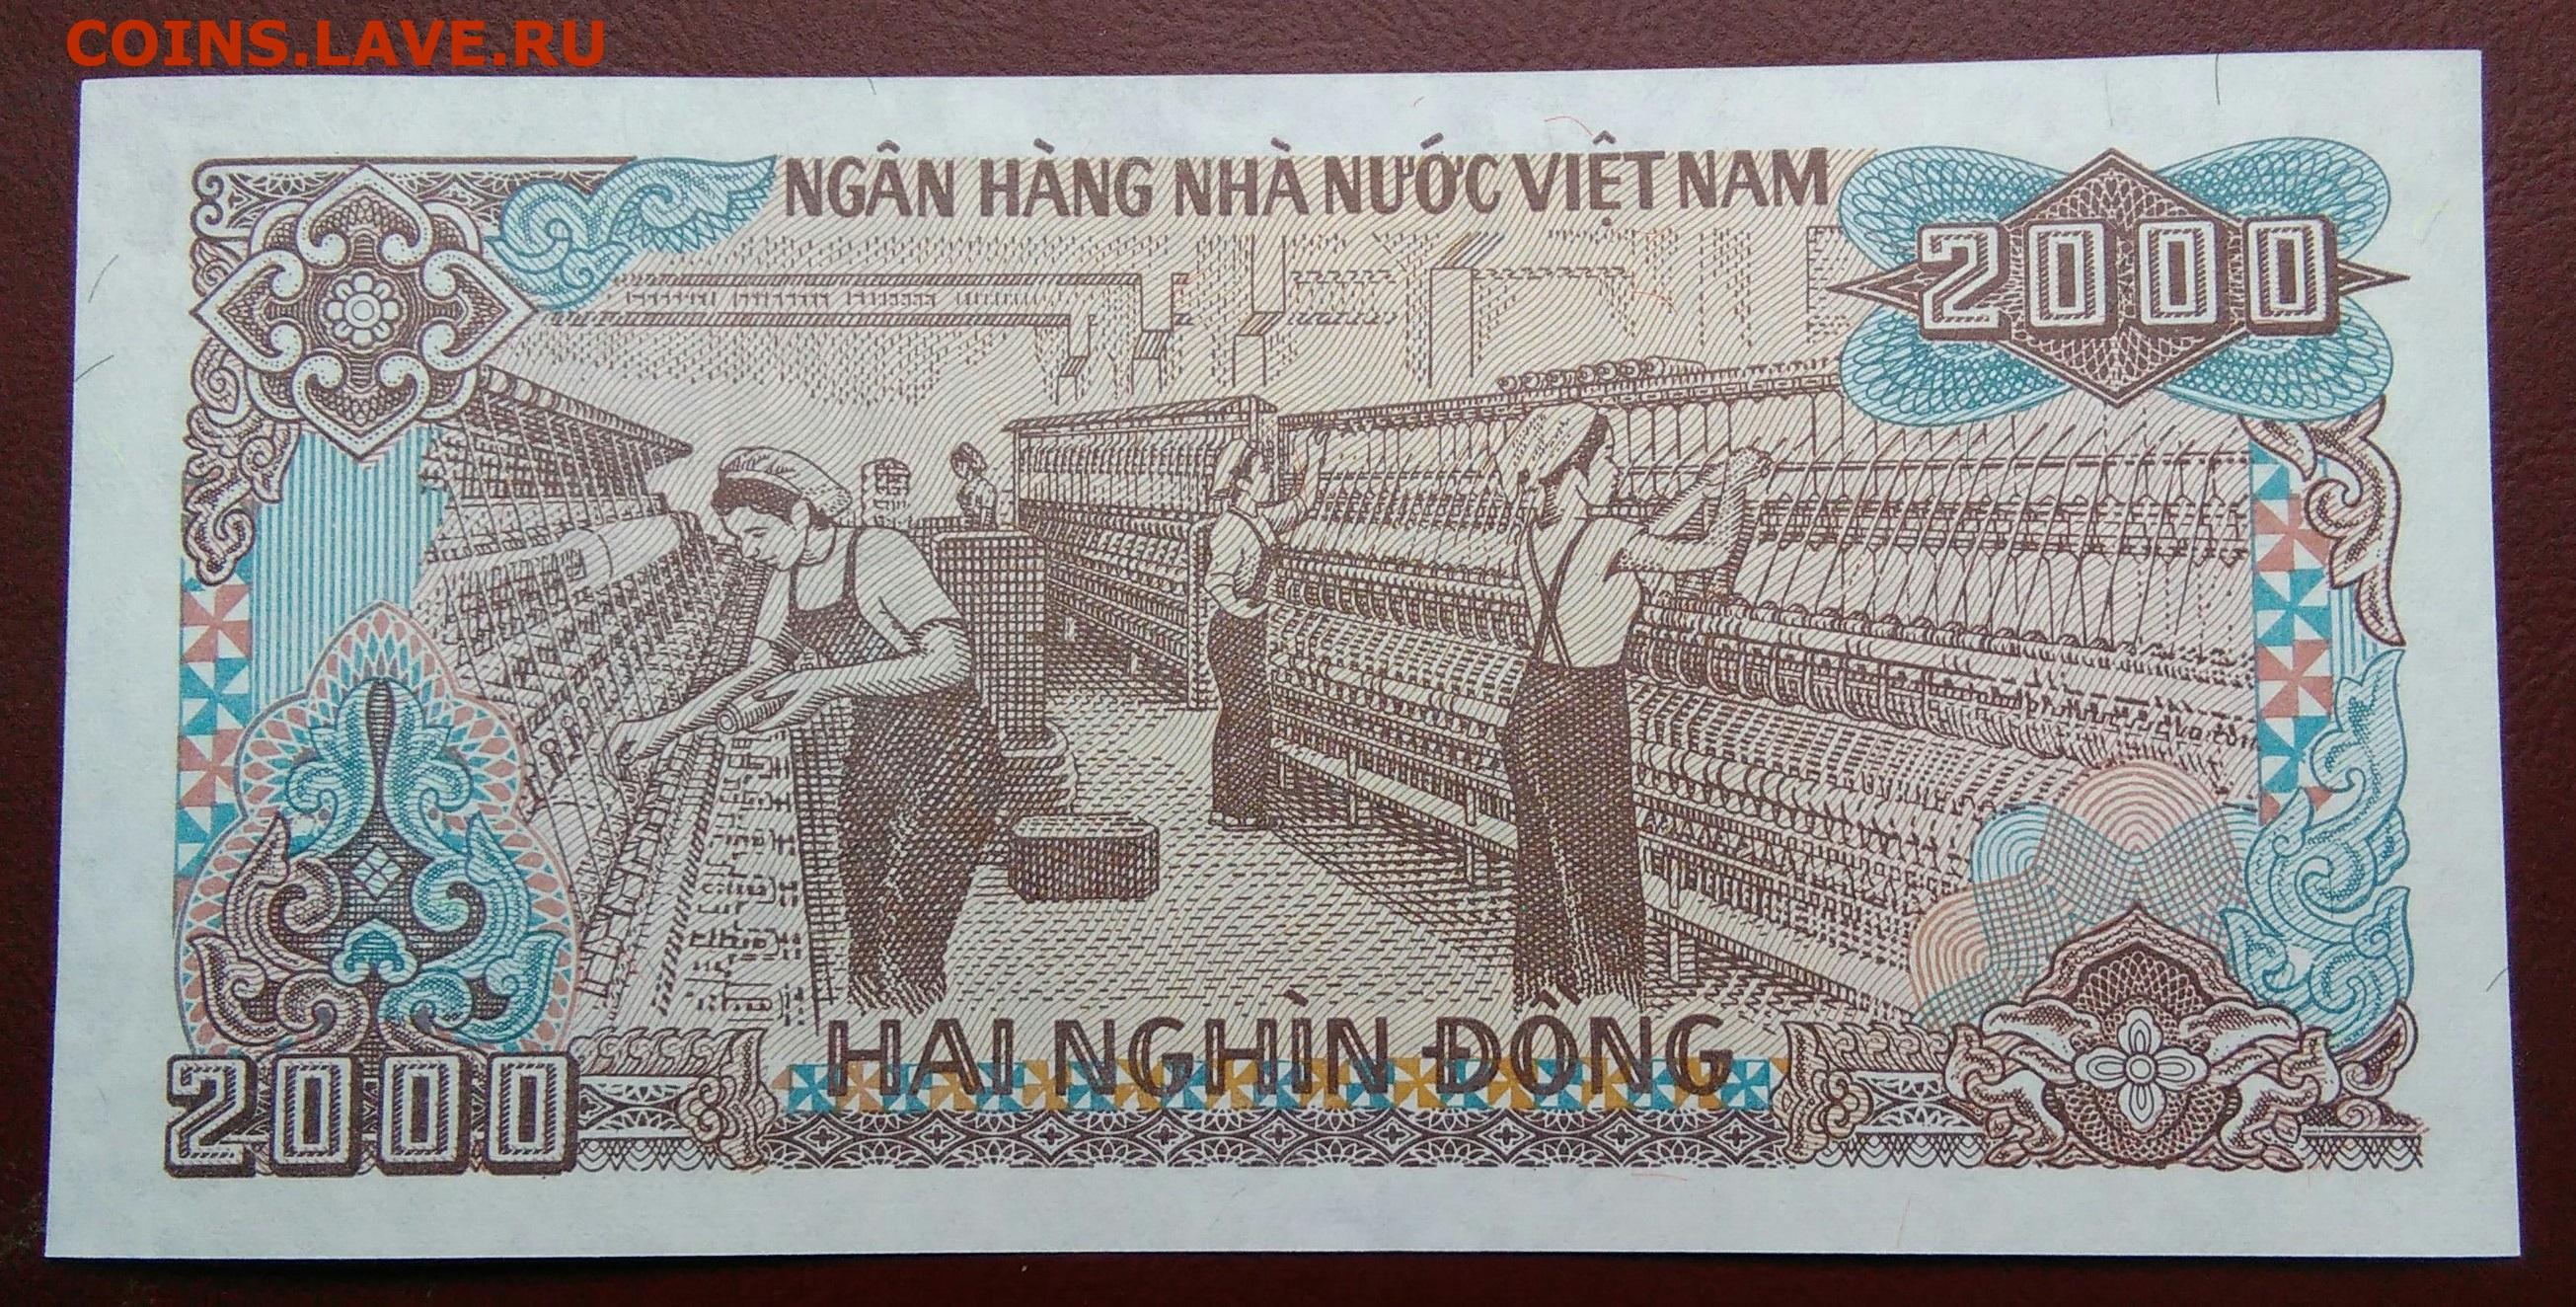 COINS.LAVE.RU
NGÂN HÀNG NHÀ NƯỚC VIỆT NAM
2000
HAI NGHÌN ĐỒNG
2000